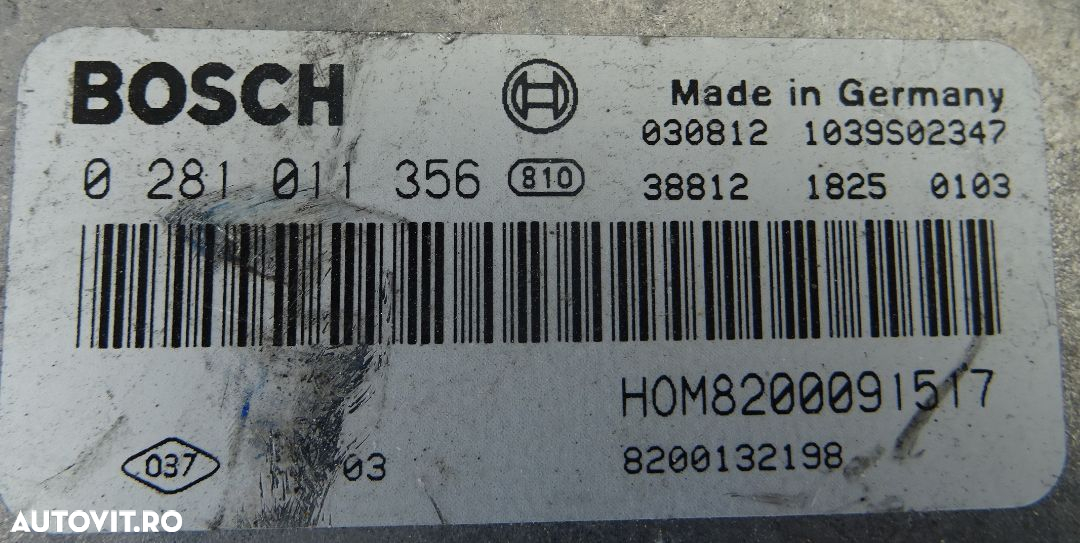 BOSCH
Made in Germany
030812 1039S02347
0 281 011 356 810
38812 1825 0103
HOM8200091517
8200132198
037 03
AUTOVIT.RO